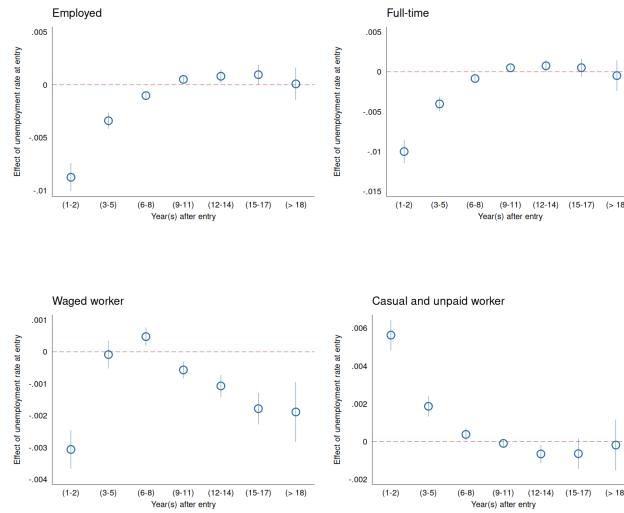 Employed
Effect of unemployment rate at entry
.005
0
-.005
-.01
(1-2) (3-5) (6-8) (9-11) (12-14) (15-17) (> 18)
Year(s) after entry
Full-time
Effect of unemployment rate at entry
.005
0
-.005
-.01
-.015
(1-2) (3-5) (6-8) (9-11) (12-14) (15-17) (> 18
Year(s) after entry
Waged worker
Effect of unemployment rate at entry
.001
0
-.001
-.002
-.003
-.004
(1-2) (3-5) (6-8) (9-11) (12-14) (15-17) (> 18)
Year(s) after entry
Casual and unpaid worker
Effect of unemployment rate at entry
.006
.004
.002
0
-.002
(1-2) (3-5) (6-8) (9-11) (12-14) (15-17) (> 18
Year(s) after entry